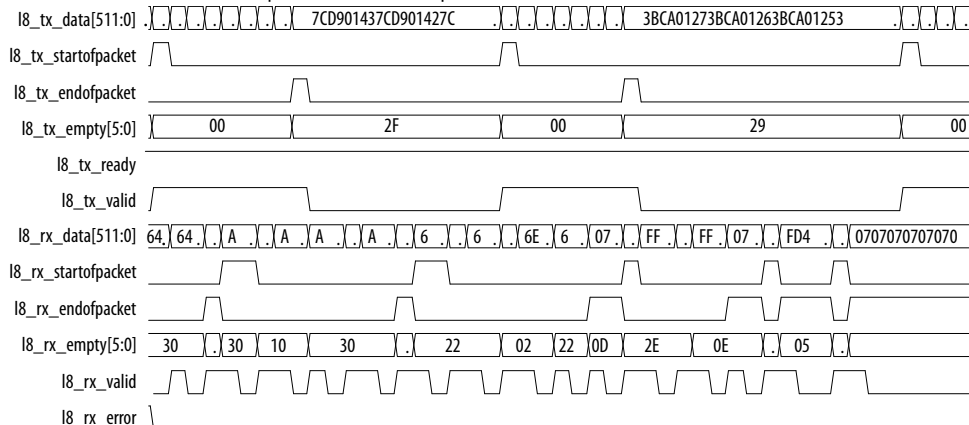 l8_tx_data[511:0] . . . . . . . . 7CD901437CD901427C . . . . . . . 3BCA01273BCA01263BCA01253 . . . . .
l8_tx_startofpacket
l8_tx_endofpacket
l8_tx_empty[5:0] 00 2F 00 29 00
l8_tx_ready
l8_tx_valid
l8_rx_data[511:0] 64. 64 . . A . . A . A . . A . . 6 . . 6 . . 6E . 6 . 07 . . FF . . FF . 07 . . FD4 . . 0707070707070
l8_rx_startofpacket
l8_rx_endofpacket
l8_rx_empty[5:0] 30 . 30 10 30 . 22 02 22 0D 2E 0E . 05 .
l8_rx_valid
l8_rx_error